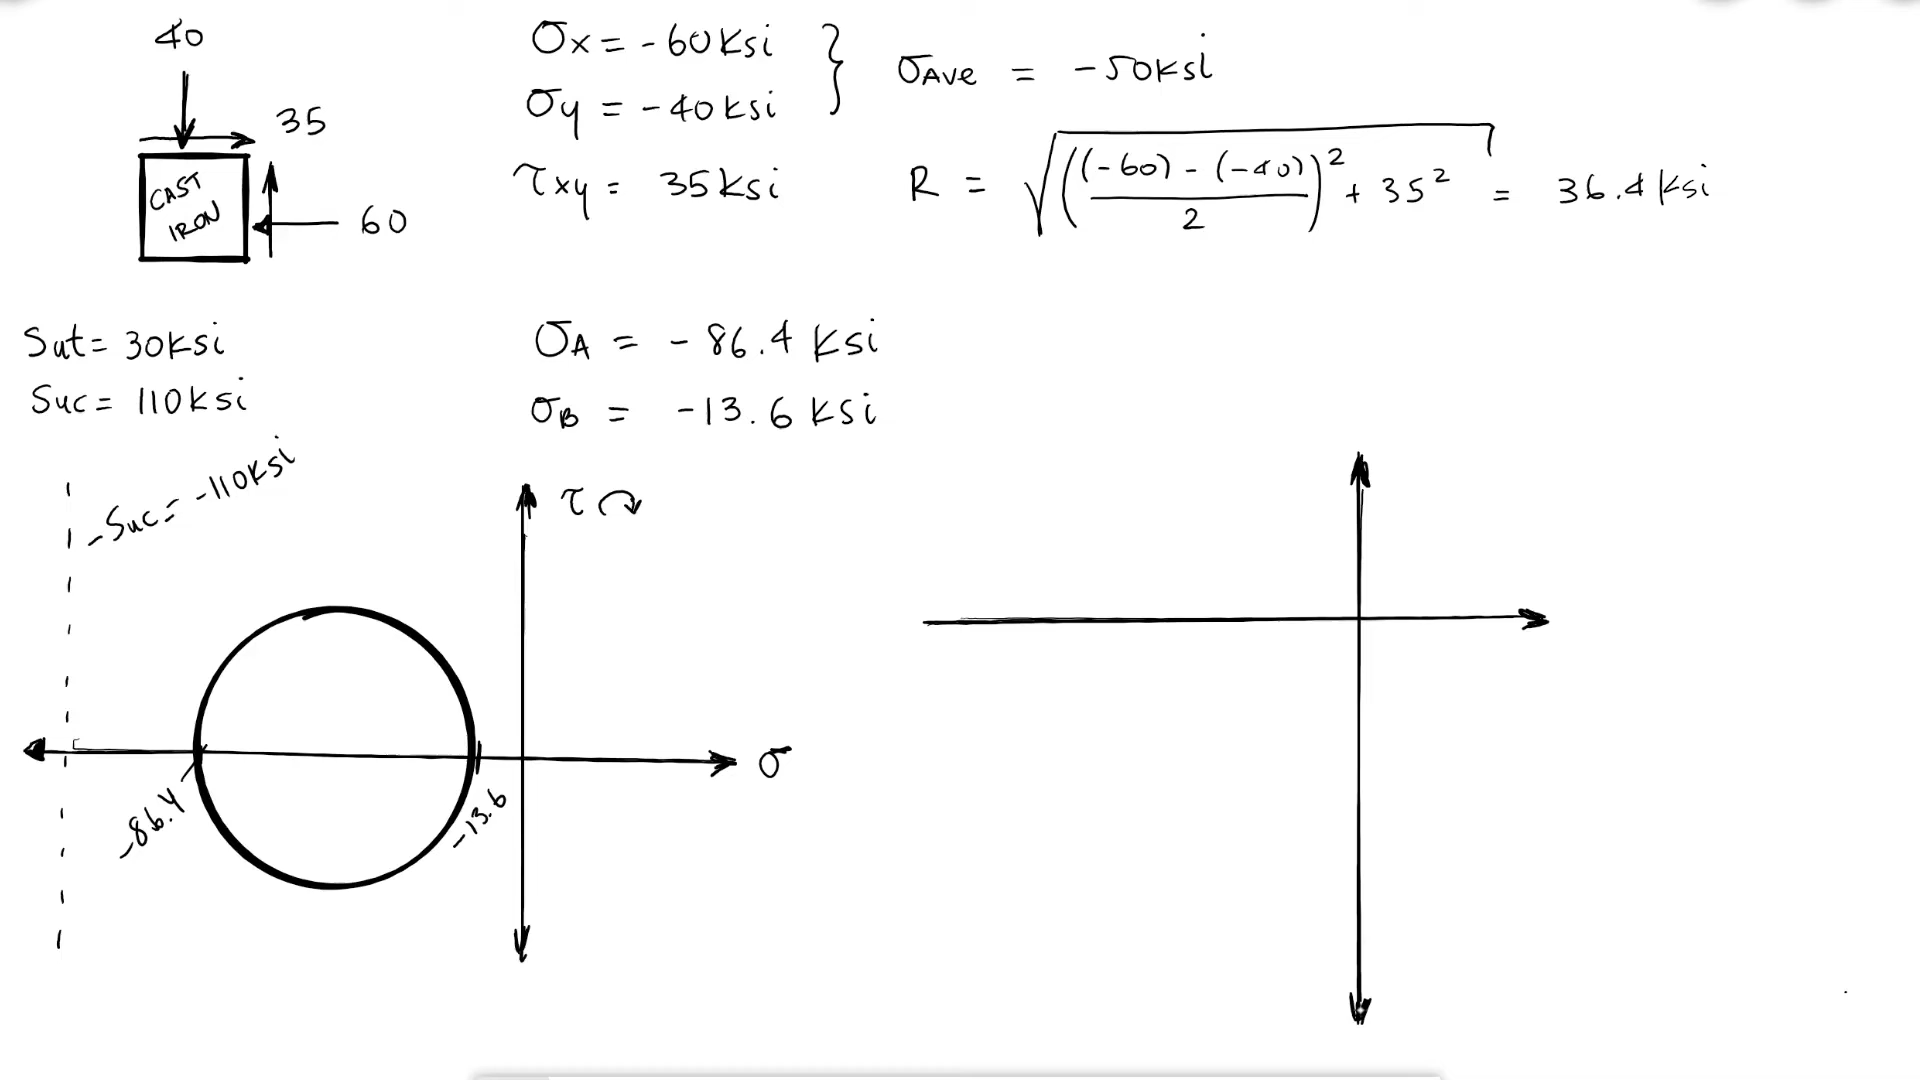 40
35
CAST
IRON
60
σx = -60ksi
σy = -40ksi
τxy = 35ksi
σAve = -50ksi
R = √(((-60) - (-40))/2)² + 35² = 36.4ksi
Sut = 30ksi
Suc = 110ksi
σA = -86.4 ksi
σB = -13.6 ksi
-Suc = -110ksi
τ
σ
-86.4
-13.6